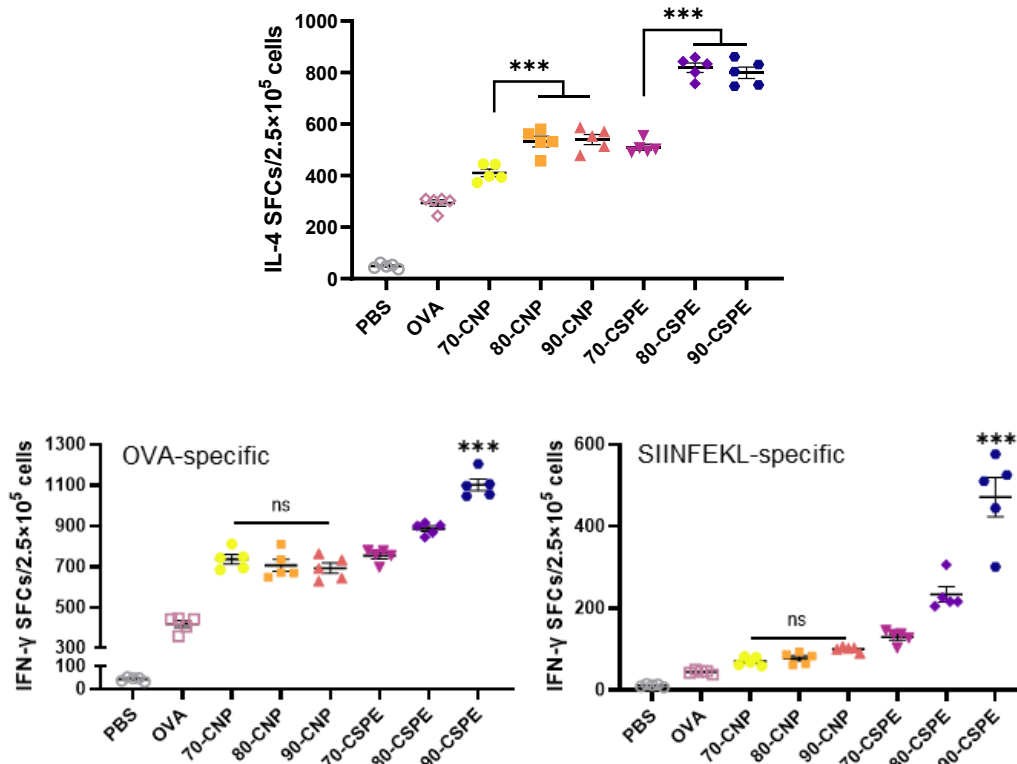 IL-4 SFCs/2.5×10⁵ cells
1000
800
600
400
200
0
***
***
PBS
OVA
70-CNP
80-CNP
90-CNP
70-CSPE
80-CSPE
90-CSPE
IFN-γ SFCs/2.5×10⁵ cells
1300
1100
900
700
500
300
100
0
OVA-specific
ns
***
PBS
OVA
70-CNP
80-CNP
90-CNP
70-CSPE
80-CSPE
90-CSPE
IFN-γ SFCs/2.5×10⁵ cells
600
400
200
0
SIINFEKL-specific
ns
***
PBS
OVA
70-CNP
80-CNP
90-CNP
70-CSPE
80-CSPE
90-CSPE